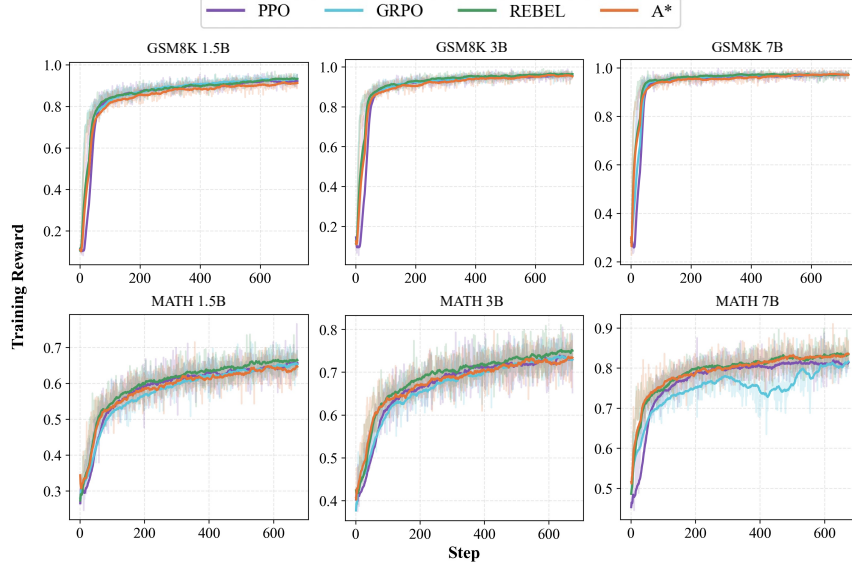 PPO GRPO REBEL A*
GSM8K 1.5B GSM8K 3B GSM8K 7B
1.0 0.8 0.6 0.4 0.2
1.0 0.8 0.6 0.4 0.2
1.0 0.8 0.6 0.4 0.2
0 200 400 600
0 200 400 600
0 200 400 600
Training Reward
MATH 1.5B MATH 3B MATH 7B
0.7 0.6 0.5 0.4 0.3
0.8 0.7 0.6 0.5 0.4
0.9 0.8 0.7 0.6 0.5
0 200 400 600
0 200 400 600
0 200 400 600
Step